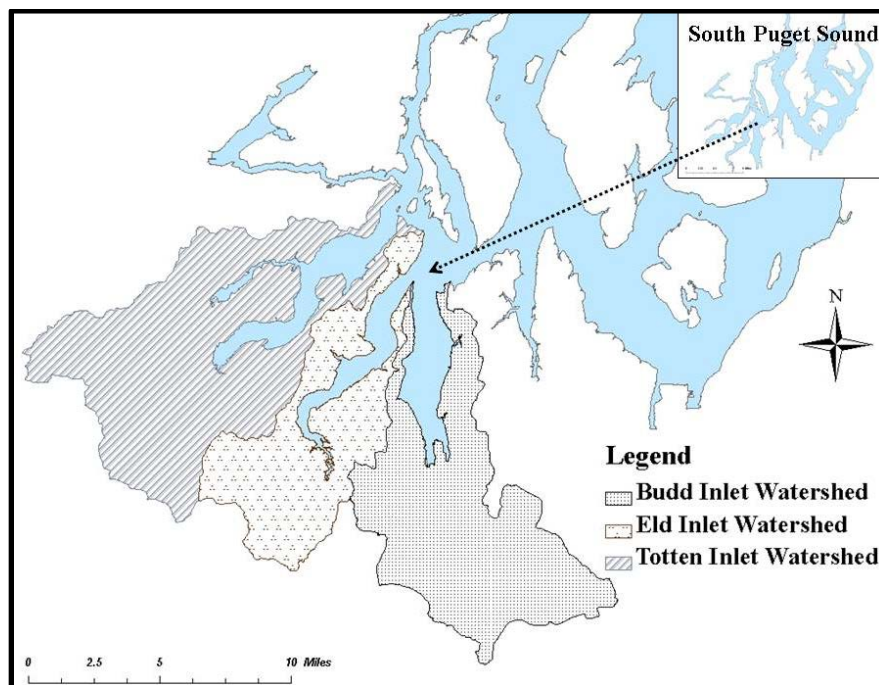 South Puget Sound
N
Legend
Budd Inlet Watershed
Eld Inlet Watershed
Totten Inlet Watershed
0 2.5 5 10 Miles